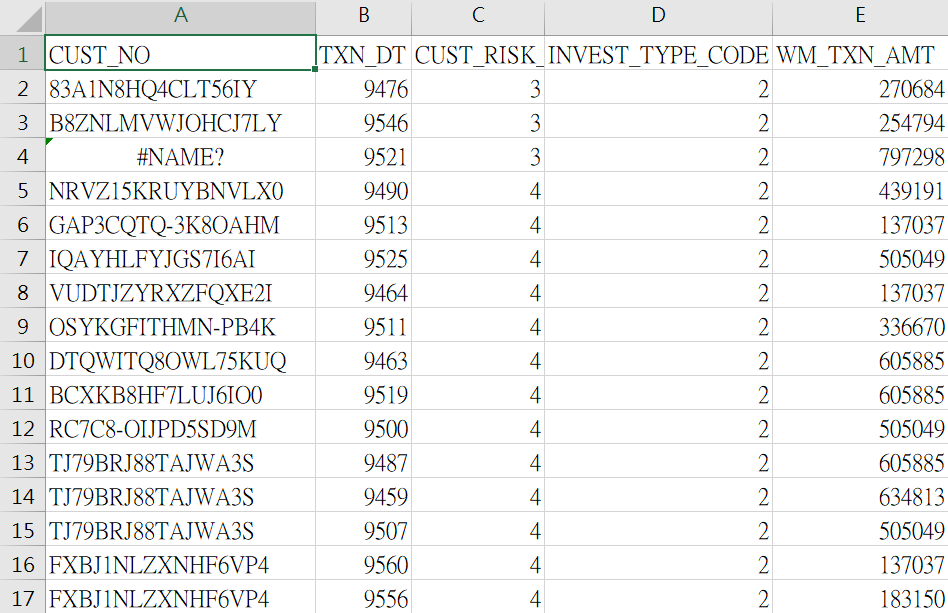 A B C D E
1 CUST_NO TXN_DT CUST_RISK_ INVEST_TYPE_CODE WM_TXN_AMT
2 83A1N8HQ4CLT56IY 9476 3 2 270684
3 B8ZNLMVWJOHCJ7LY 9546 3 2 254794
4 #NAME? 9521 3 2 797298
5 NRVZ15KRUYBNVLX0 9490 4 2 439191
6 GAP3CQTQ-3K8OAHM 9513 4 2 137037
7 IQAYHLFYJGS7I6AI 9525 4 2 505049
8 VUDTJZYRXZFQXE2I 9464 4 2 137037
9 OSYKGFITHMN-PB4K 9511 4 2 336670
10 DTQWITQ8OWL75KUQ 9463 4 2 605885
11 BCXKB8HF7LUJ6IO0 9519 4 2 605885
12 RC7C8-OIJPD5SD9M 9500 4 2 505049
13 TJ79BRJ88TAJWA3S 9487 4 2 605885
14 TJ79BRJ88TAJWA3S 9459 4 2 634813
15 TJ79BRJ88TAJWA3S 9507 4 2 505049
16 FXBJ1NLZXNHF6VP4 9560 4 2 137037
17 FXBJ1NLZXNHF6VP4 9556 4 2 183150